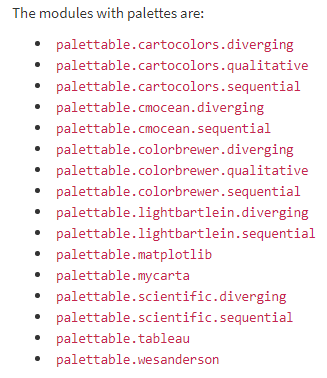 The modules with palettes are:
palettable.cartocolors.diverging
palettable.cartocolors.qualitative
palettable.cartocolors.sequential
palettable.cmocean.diverging
palettable.cmocean.sequential
palettable.colorbrewer.diverging
palettable.colorbrewer.qualitative
palettable.colorbrewer.sequential
palettable.lightbartlein.diverging
palettable.lightbartlein.sequential
palettable.matplotlib
palettable.mycarta
palettable.scientific.diverging
palettable.scientific.sequential
palettable.tableau
palettable.wesanderson